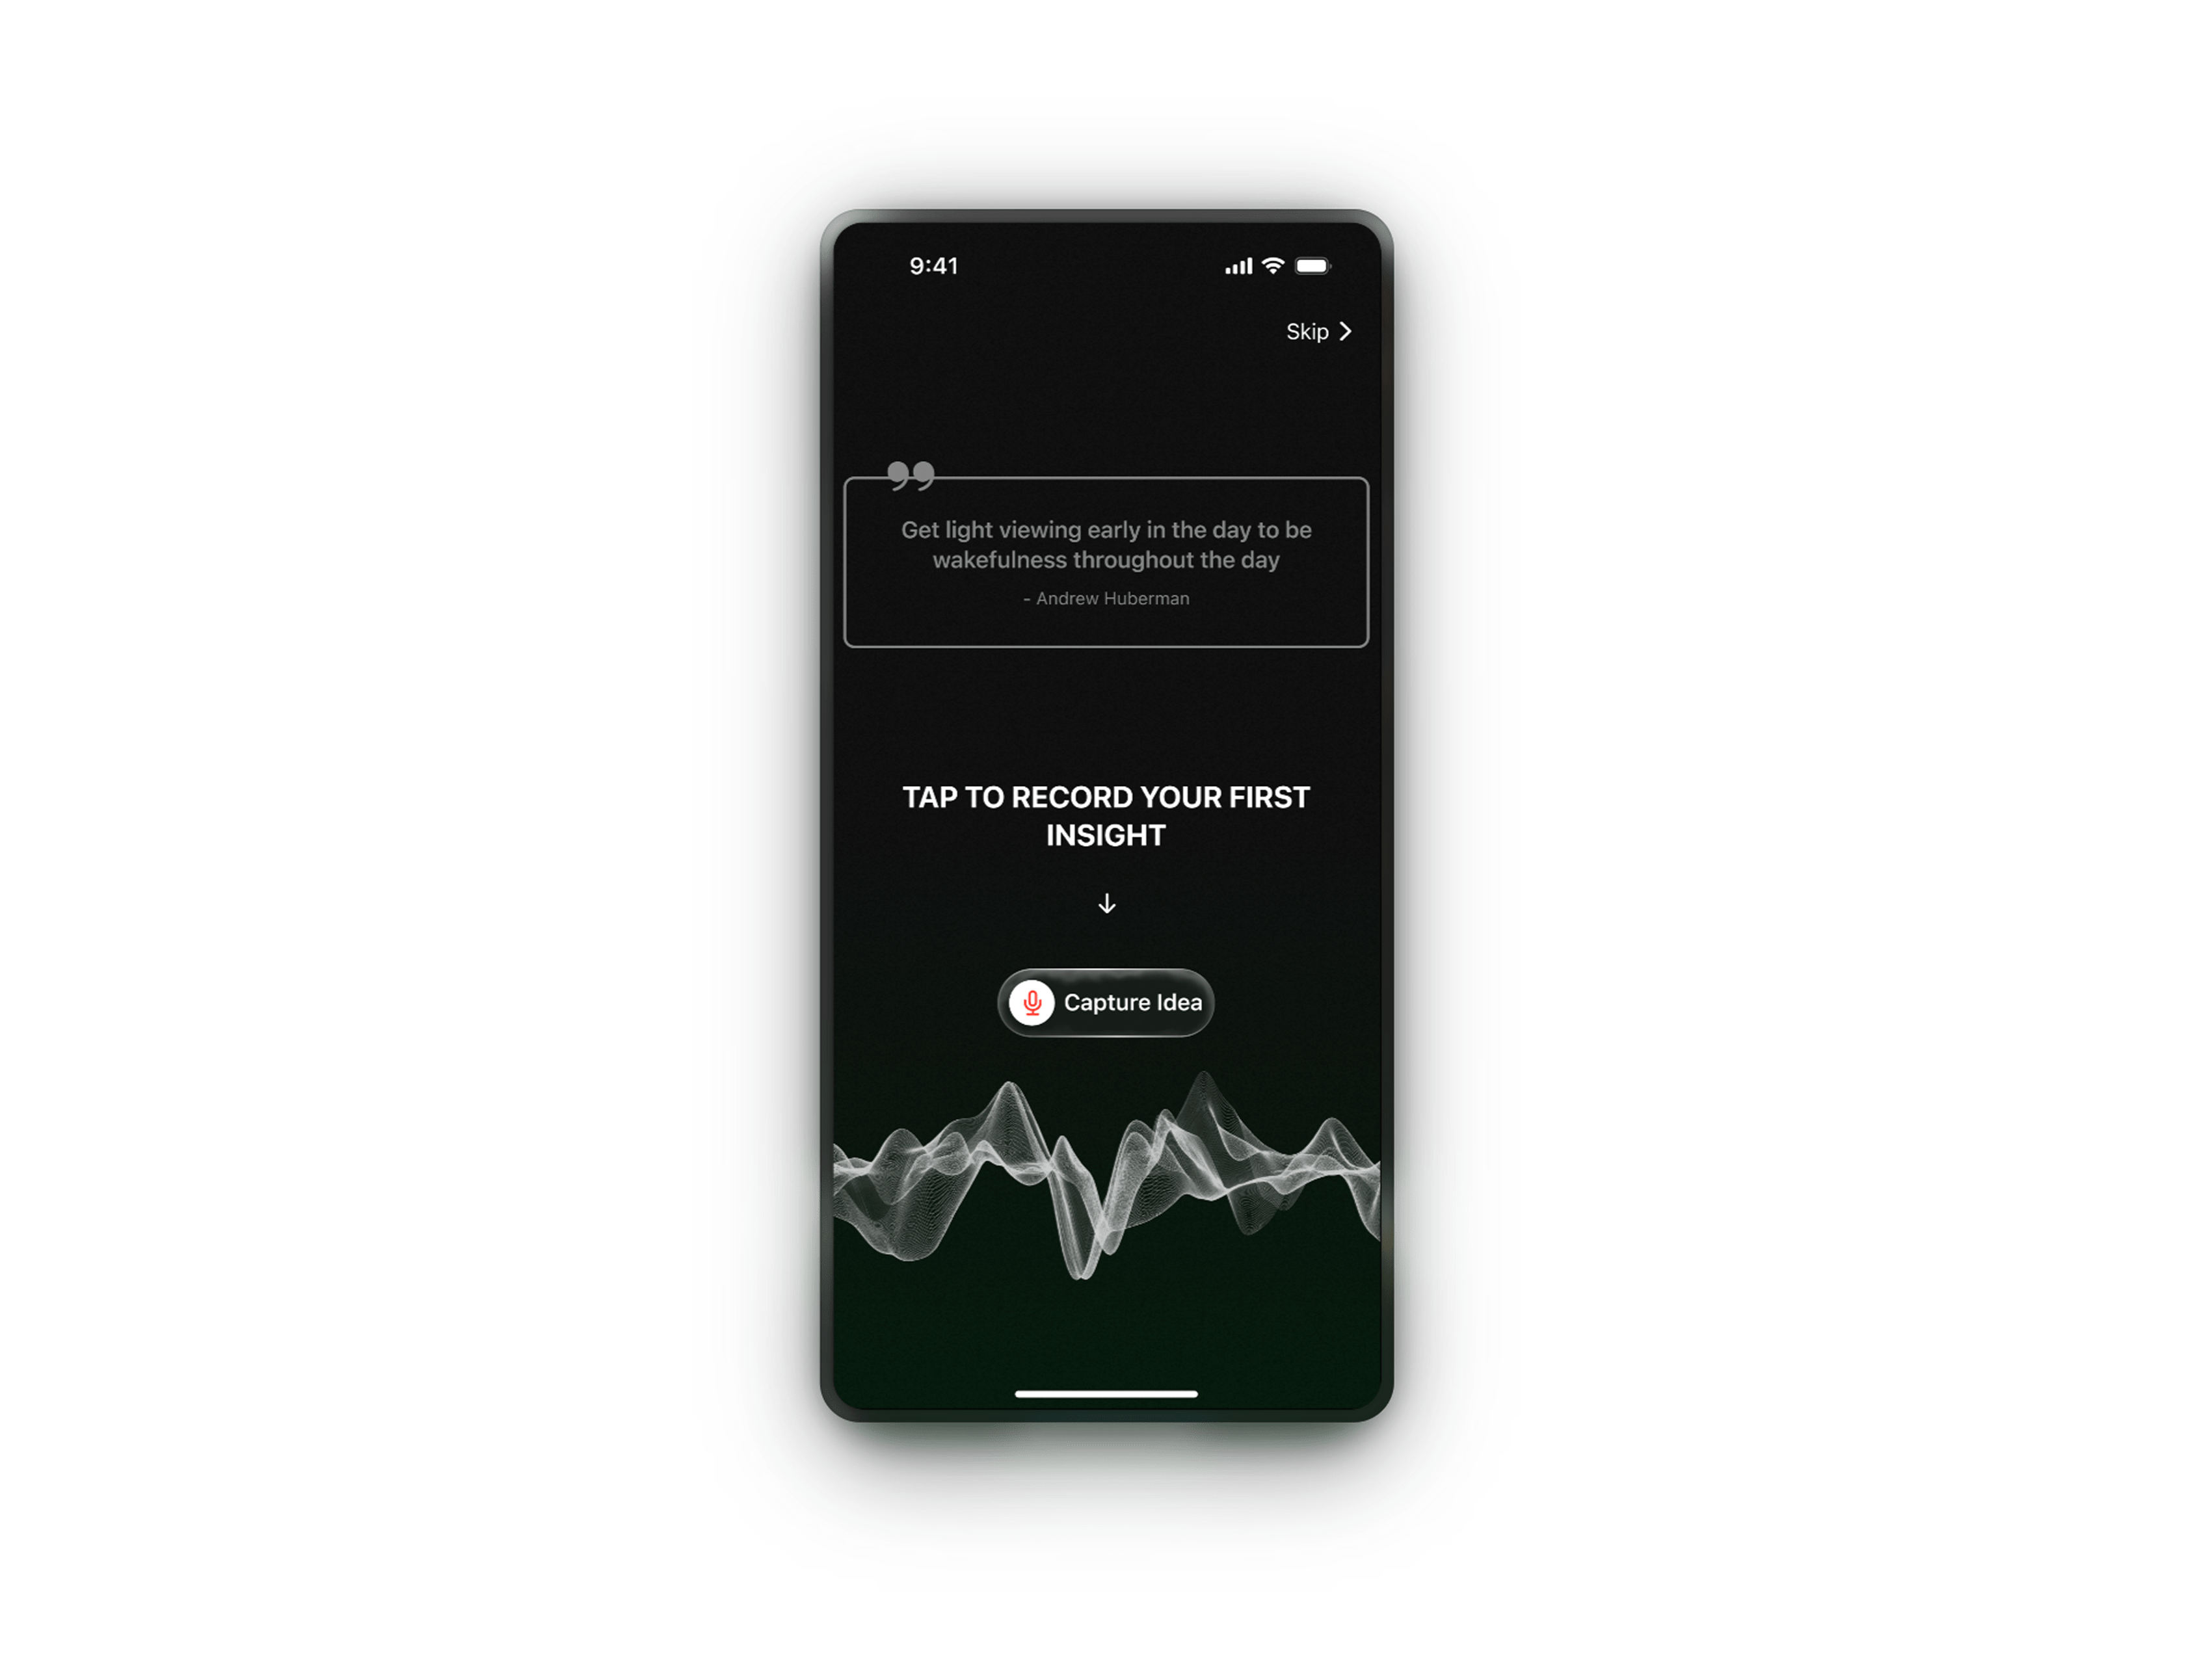 9:41
Skip
”
Get light viewing early in the day to be
wakefulness throughout the day
- Andrew Huberman
TAP TO RECORD YOUR FIRST
INSIGHT
Capture Idea